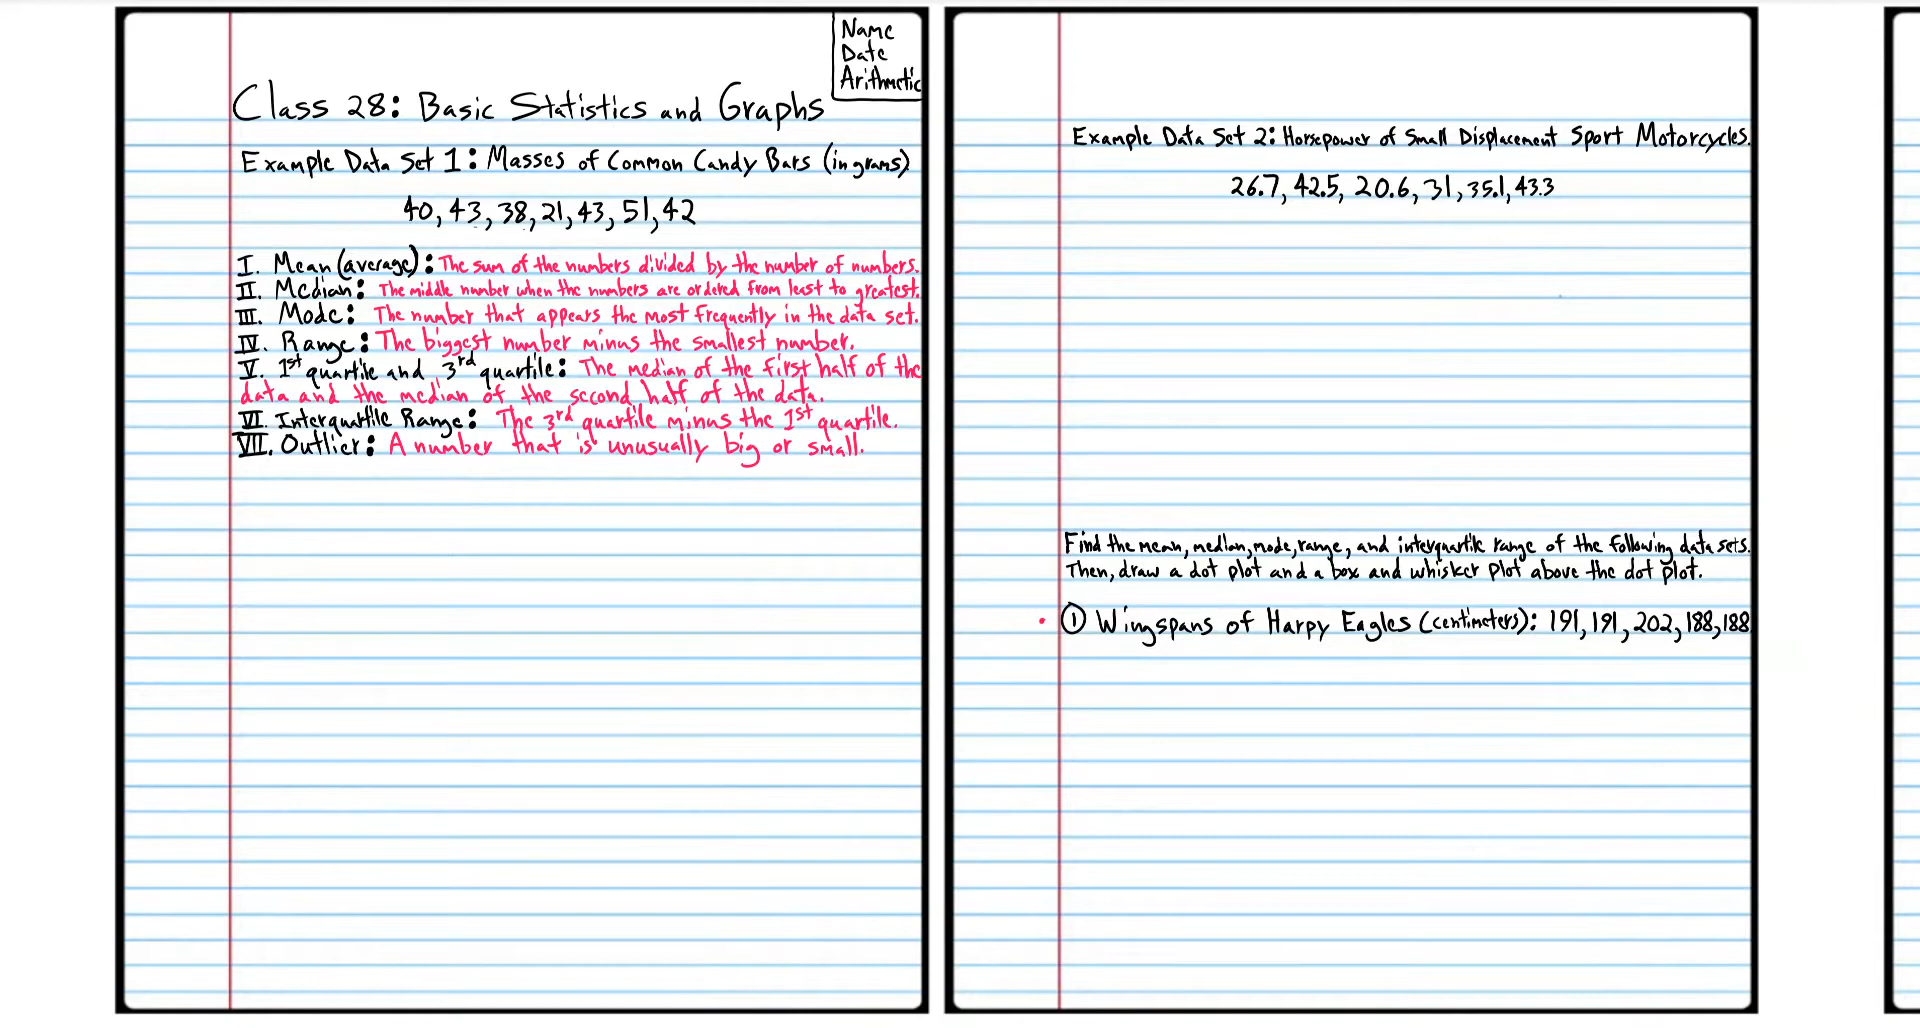 Name
Date
Arithmetic
Class 28: Basic Statistics and Graphs
Example Data Set 1: Masses of Common Candy Bars (in grams)
40, 43, 38, 21, 43, 51, 42
I. Mean (average): The sum of the numbers divided by the number of numbers.
II. Median: The middle number when the numbers are ordered from least to greatest.
III. Mode: The number that appears the most frequently in the data set.
IV. Range: The biggest number minus the smallest number.
V. 1st quartile and 3rd quartile: The median of the first half of the
data and the median of the second half of the data.
VI. Interquartile Range: The 3rd quartile minus the 1st quartile.
VII. Outlier: A number that is unusually big or small.
Example Data Set 2: Horsepower of Small Displacement Sport Motorcycles.
26.7, 42.5, 20.6, 31, 35.1, 43.3
Find the mean, median, mode, range, and interquartile range of the following data sets.
Then, draw a dot plot and a box and whisker plot above the dot plot.
① Wingspans of Harpy Eagles (centimeters): 191, 191, 202, 188, 188